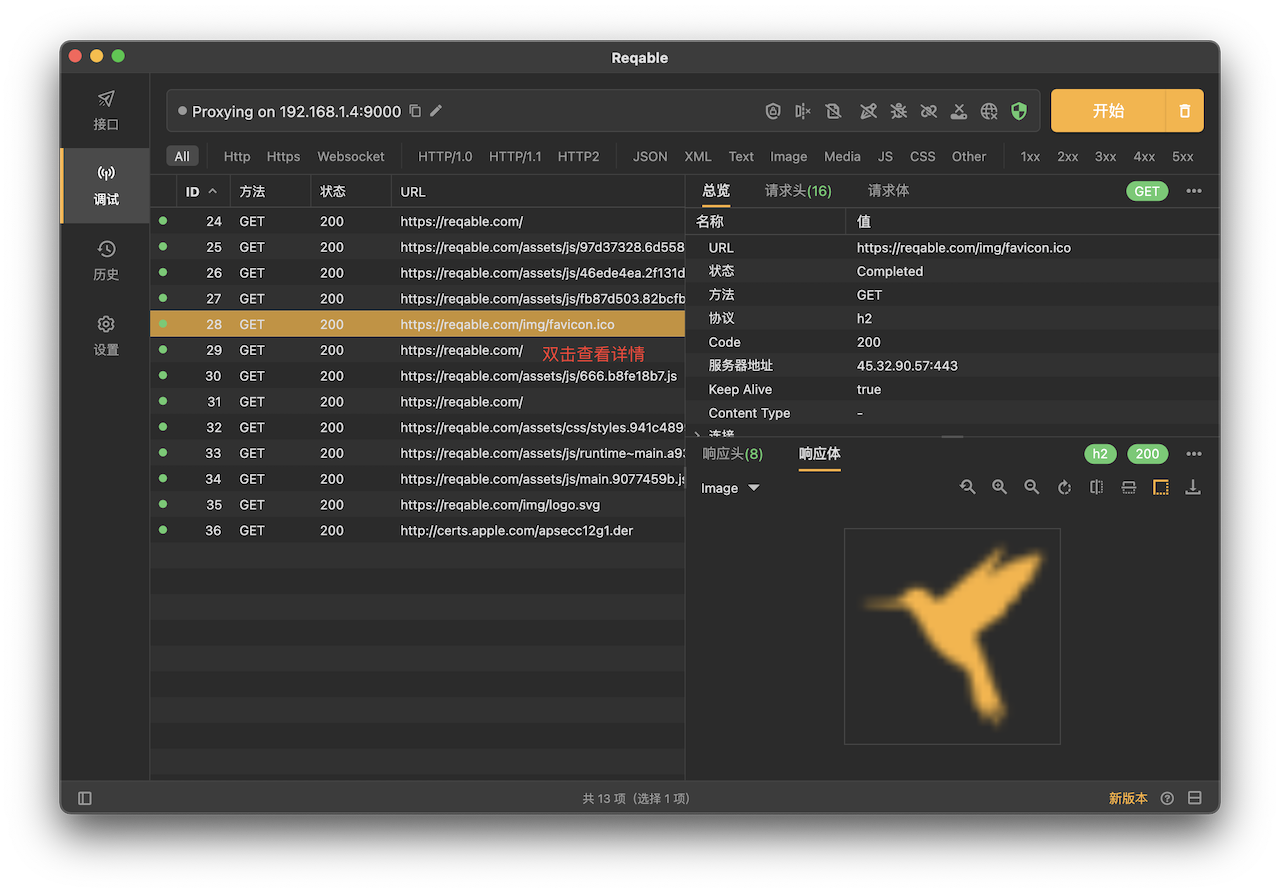 Reqable
接口
调试
历史
设置
Proxying on 192.168.1.4:9000
开始
All Http Https Websocket HTTP/1.0 HTTP/1.1 HTTP2 JSON XML Text Image Media JS CSS Other 1xx 2xx 3xx 4xx 5xx
ID 方法 状态 URL
24 GET 200 https://reqable.com/
25 GET 200 https://reqable.com/assets/js/97d37328.6d558
26 GET 200 https://reqable.com/assets/js/46ede4ea.2f131d
27 GET 200 https://reqable.com/assets/js/fb87d503.82bcfb
28 GET 200 https://reqable.com/img/favicon.ico
29 GET 200 https://reqable.com/ 双击查看详情
30 GET 200 https://reqable.com/assets/js/666.b8fe18b7.js
31 GET 200 https://reqable.com/
32 GET 200 https://reqable.com/assets/css/styles.941c489
33 GET 200 https://reqable.com/assets/js/runtime~main.a93
34 GET 200 https://reqable.com/assets/js/main.9077459b.js
35 GET 200 https://reqable.com/img/logo.svg
36 GET 200 http://certs.apple.com/apsecc12g1.der
总览 请求头(16) 请求体 GET
名称 值
URL https://reqable.com/img/favicon.ico
状态 Completed
方法 GET
协议 h2
Code 200
服务器地址 45.32.90.57:443
Keep Alive true
Content Type -
连接
响应头(8) 响应体 h2 200
Image
共 13 项（选择 1 项）
新版本